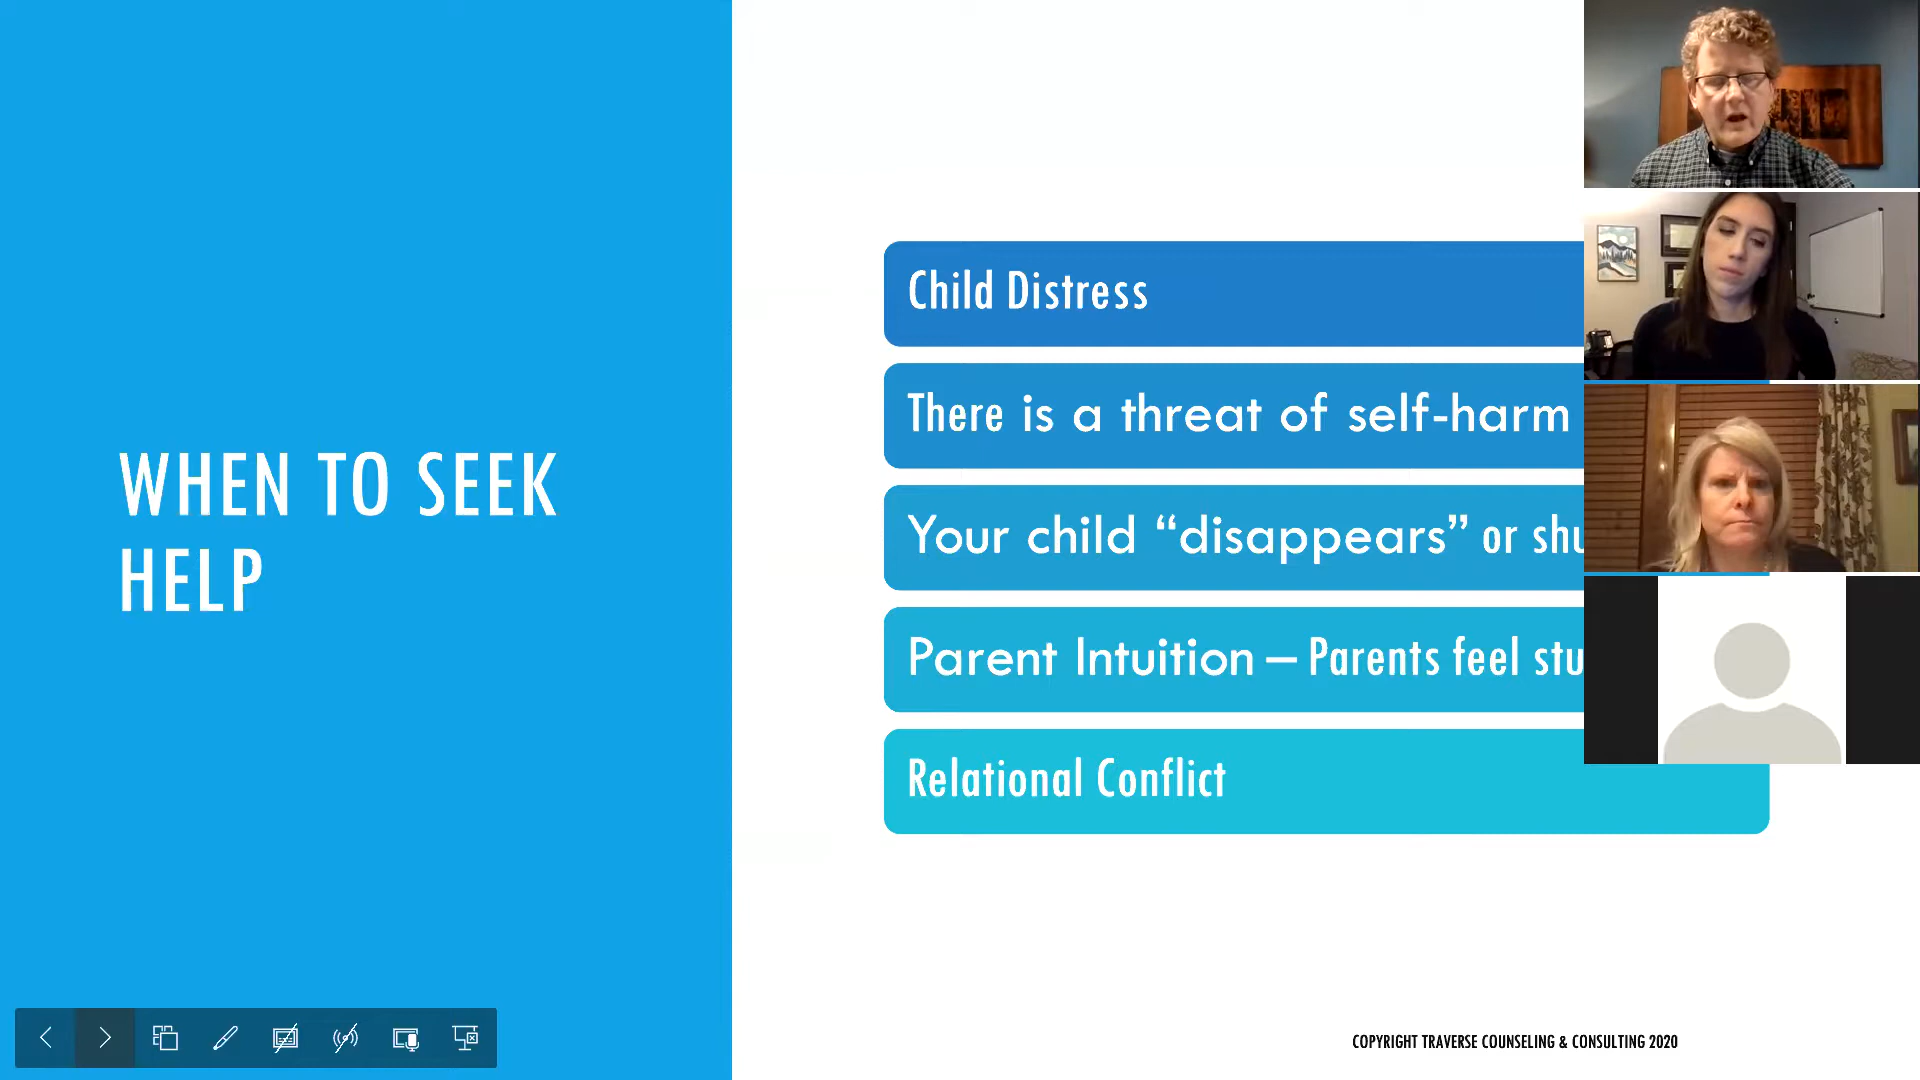 WHEN TO SEEK
HELP
Child Distress
There is a threat of self-harm
Your child “disappears” or
Parent Intuition – Parents feel
Relational Conflict
COPYRIGHT TRAVERSE COUNSELING & CONSULTING 2020